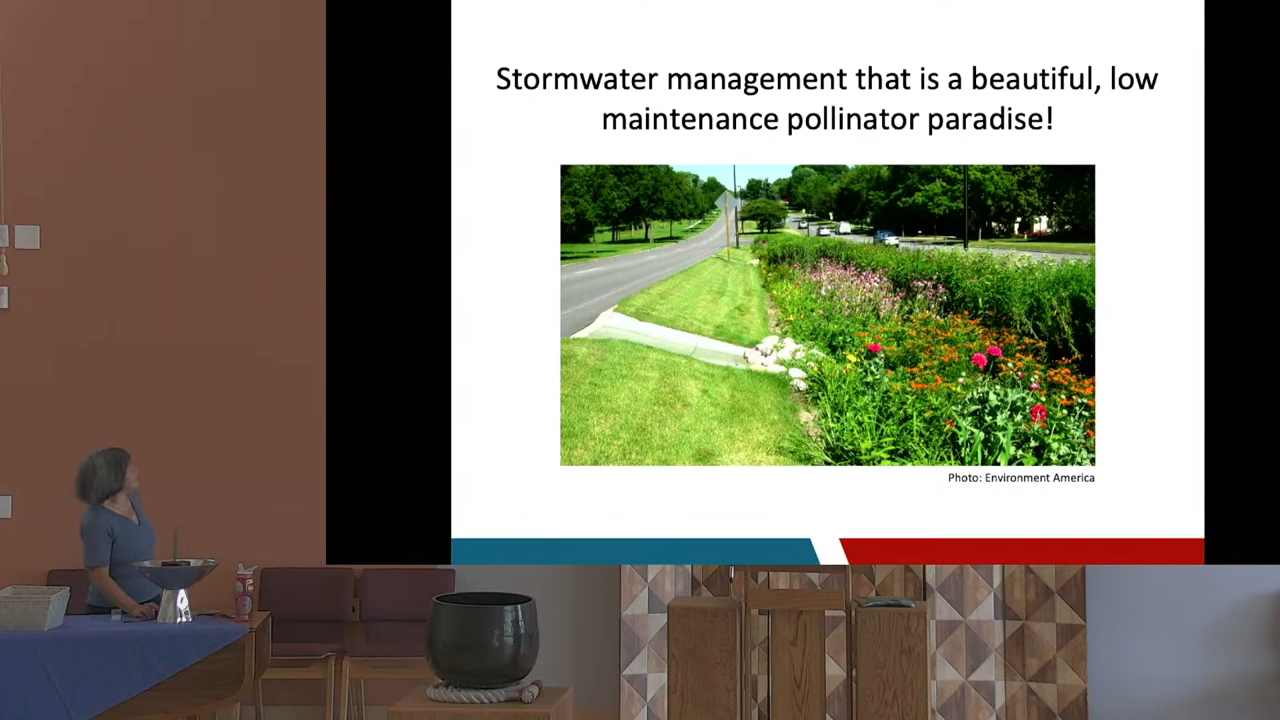 Stormwater management that is a beautiful, low
maintenance pollinator paradise!
Photo: Environment America